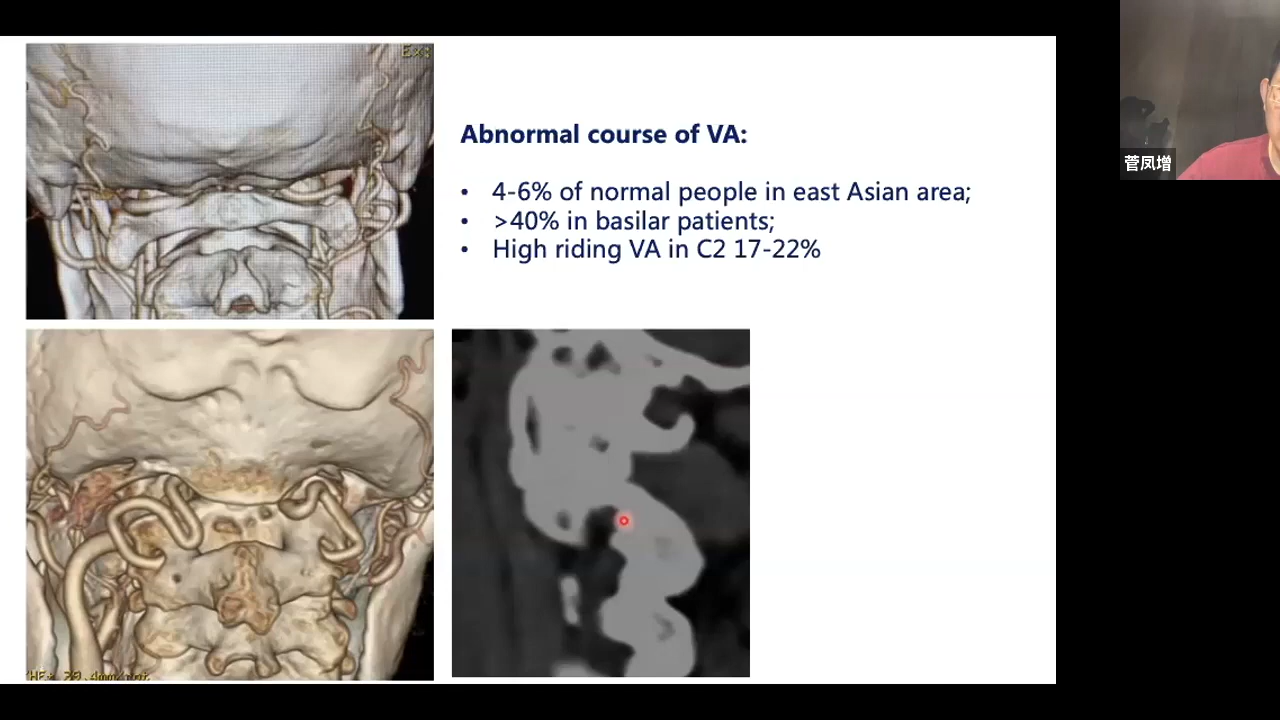 Ex:
Abnormal course of VA:
• 4-6% of normal people in east Asian area;
• >40% in basilar patients;
• High riding VA in C2 17-22%
菅凤增